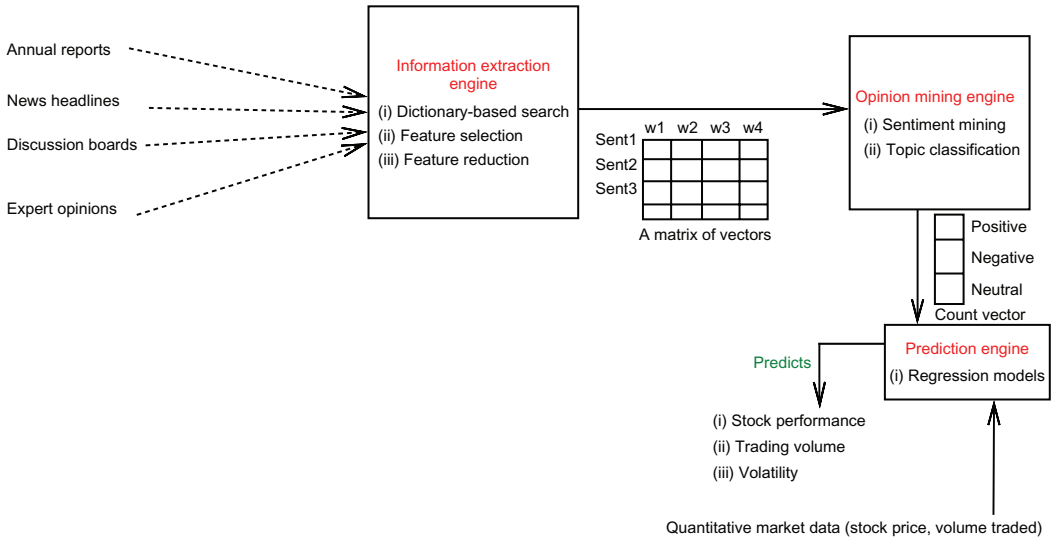 Annual reports
News headlines
Discussion boards
Expert opinions
Information extraction
engine
(i) Dictionary-based search
(ii) Feature selection
(iii) Feature reduction
w1 w2 w3 w4
Sent1
Sent2
Sent3
A matrix of vectors
Opinion mining engine
(i) Sentiment mining
(ii) Topic classification
Positive
Negative
Neutral
Count vector
Prediction engine
(i) Regression models
Predicts
(i) Stock performance
(ii) Trading volume
(iii) Volatility
Quantitative market data (stock price, volume traded)